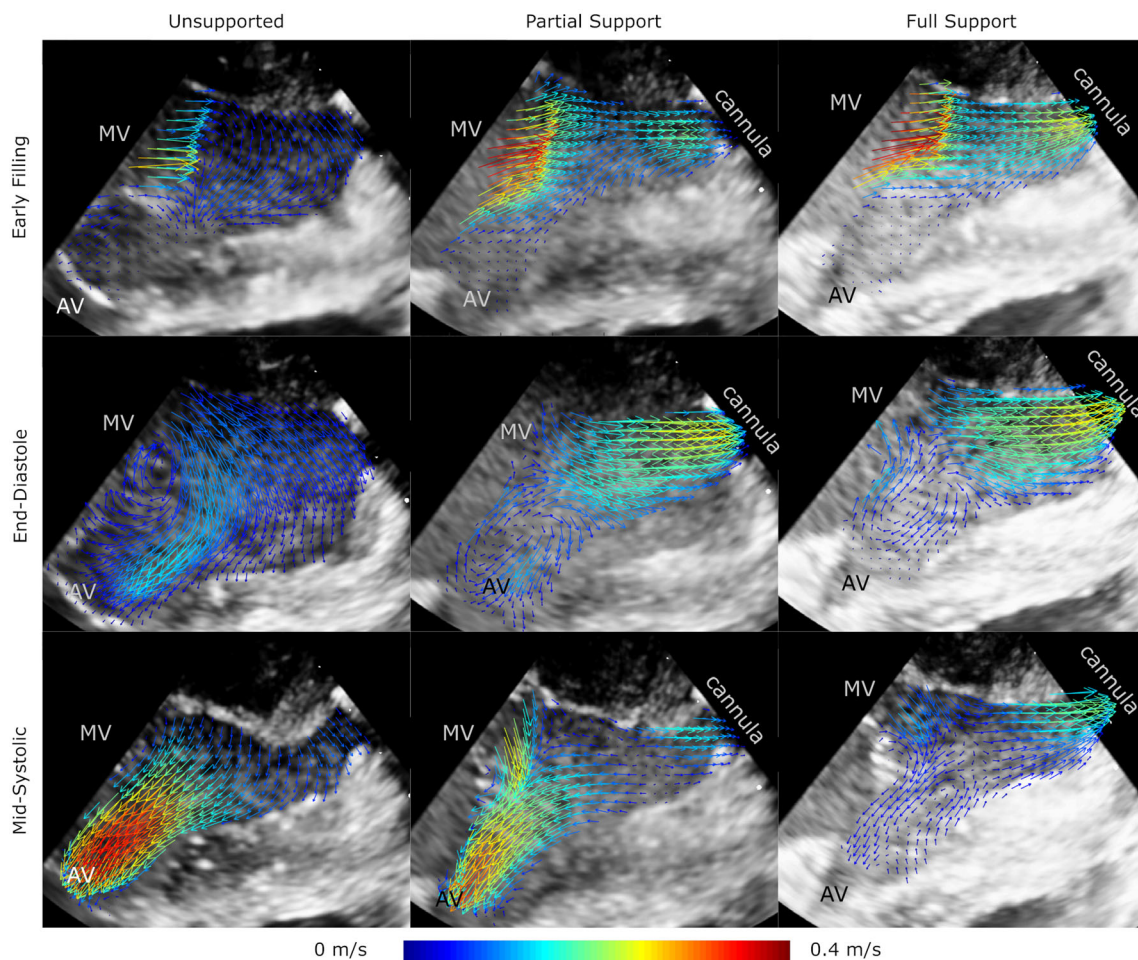 Unsupported Partial Support Full Support
Early Filling
MV
AV
MV
cannula
AV
MV
cannula
AV
End-Diastole
MV
AV
MV
cannula
AV
MV
cannula
AV
Mid-Systolic
MV
AV
MV
cannula
AV
MV
cannula
AV
0 m/s 0.4 m/s